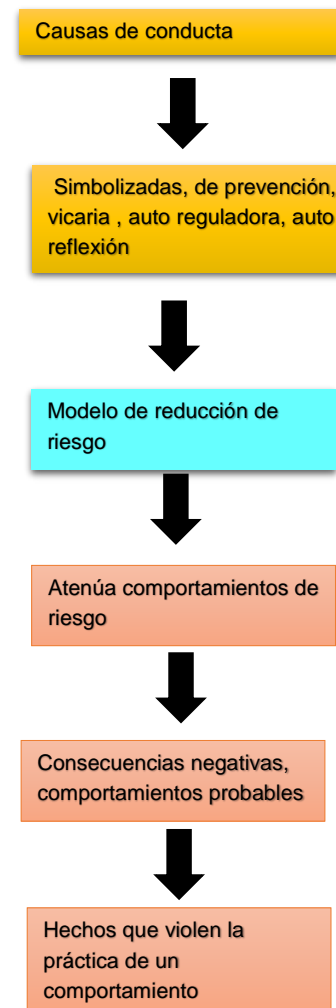 Causas de conducta
Simbolizadas, de prevención,
vicaria , auto reguladora, auto
reflexión
Modelo de reducción de
riesgo
Atenúa comportamientos de
riesgo
Consecuencias negativas,
comportamientos probables
Hechos que violen la
práctica de un
comportamiento